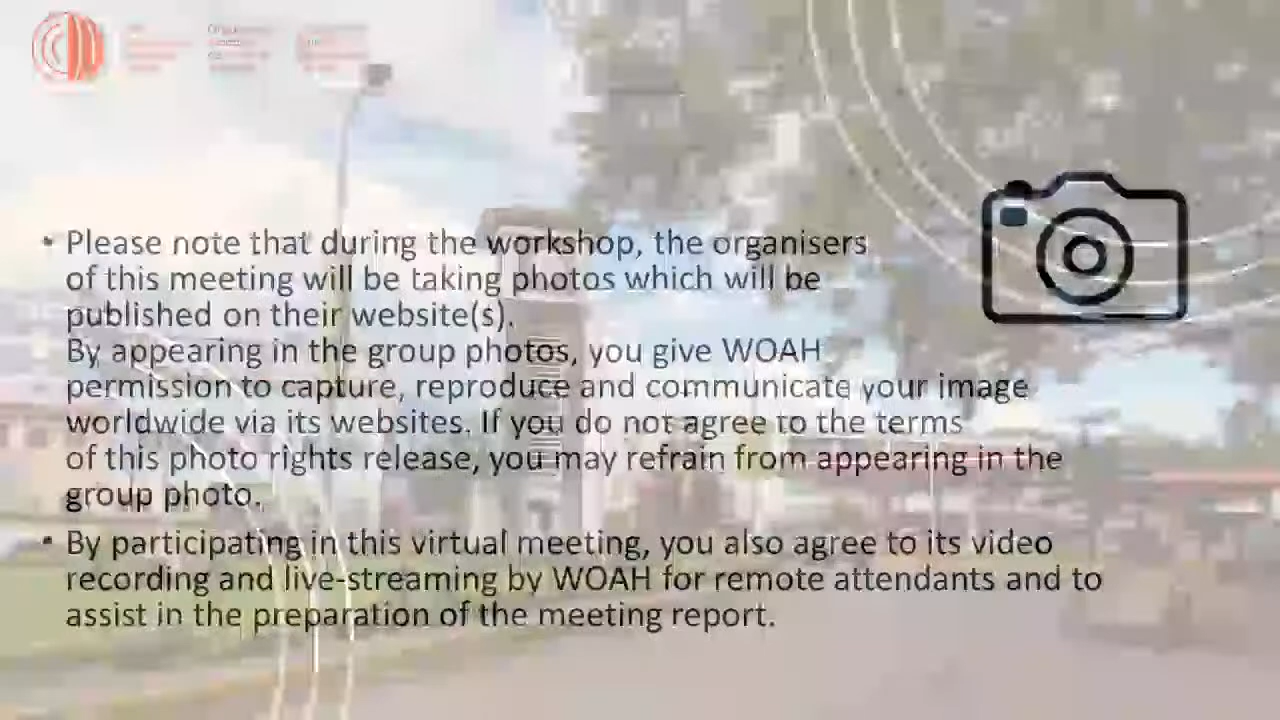 • Please note that during the workshop, the organisers
of this meeting will be taking photos which will be
published on their website(s).
By appearing in the group photos, you give WOAH
permission to capture, reproduce and communicate your image
worldwide via its websites. If you do not agree to the terms
of this photo rights release, you may refrain from appearing in the
group photo.
• By participating in this virtual meeting, you also agree to its video
recording and live-streaming by WOAH for remote attendants and to
assist in the preparation of the meeting report.